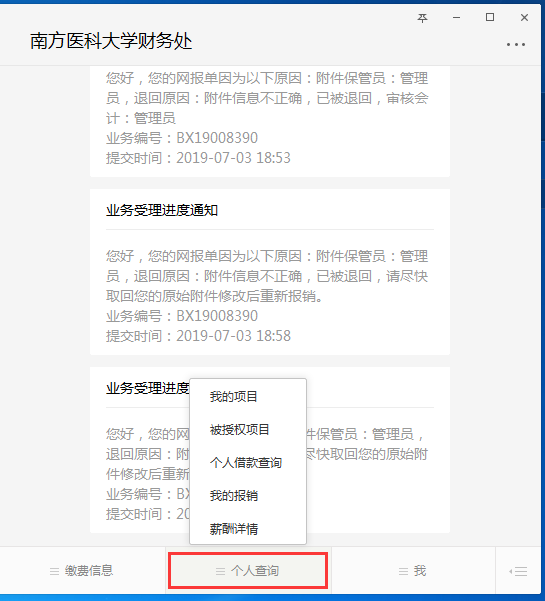 南方医科大学财务处
您好，您的网报单因为以下原因：附件保管员：管理
员，退回原因：附件信息不正确，已被退回，审核会
计：管理员
业务编号：BX19008390
提交时间：2019-07-03 18:53
业务受理进度通知
您好，您的网报单因为以下原因：附件保管员：管理
员，退回原因：附件信息不正确，已被退回，请尽快
取回您的原始附件修改后重新报销。
业务编号：BX19008390
提交时间：2019-07-03 18:58
业务受理进度
您好，您的网
件保管员：管理员，
退回原因：附
尽快取回您的原始附
件修改后重新
业务编号：BX
提交时间：20
我的项目
被授权项目
个人借款查询
我的报销
薪酬详情
缴费信息
个人查询
我